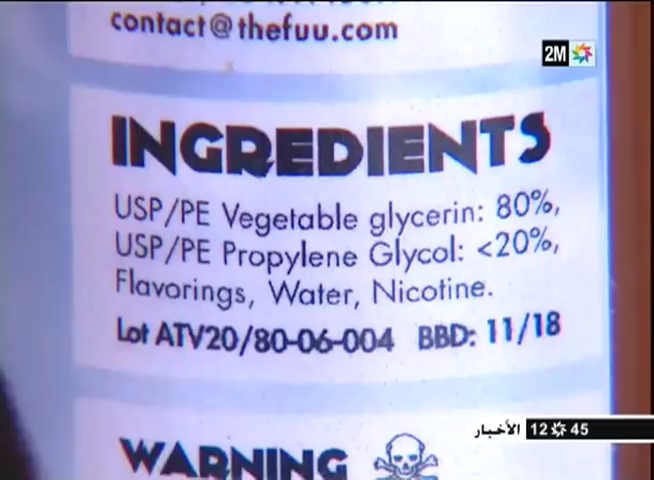 contact@thefuu.com
2M
INGREDIENTS
USP/PE Vegetable glycerin: 80%,
USP/PE Propylene Glycol: <20%,
Flavorings, Water, Nicotine.
Lot ATV20/80-06-004 BBD: 11/18
الأخبار 12 45
WARNING